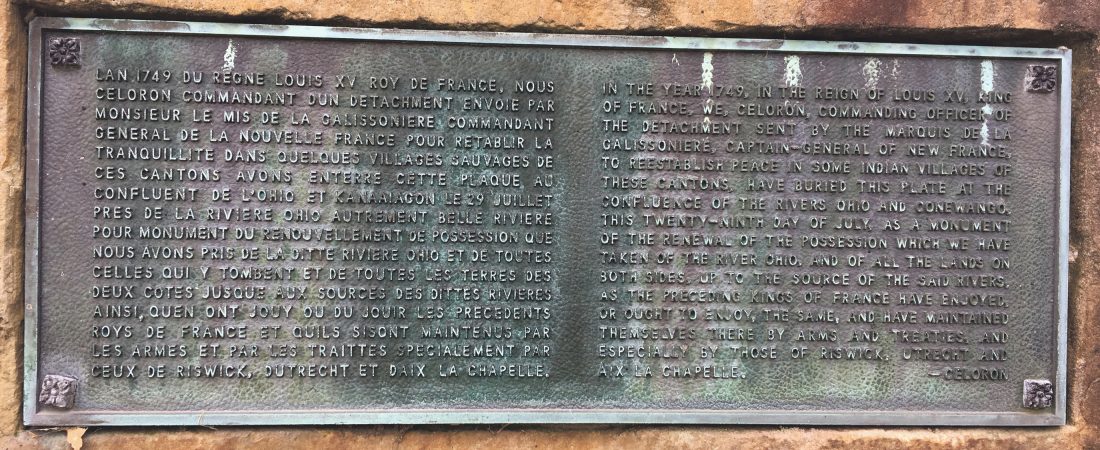 LAN 1749 DU REGNE LOUIS XV ROY DE FRANCE, NOUS
CELORON COMMANDANT DUN DETACHMENT ENVOIE PAR
MONSIEUR LE MIS DE LA GALISSONIERE, COMMANDANT
GENERAL DE LA NOUVELLE FRANCE POUR RETABLIR LA
TRANQUILLITE DANS QUELQUES VILLAGES SAUVAGES DE
CES CANTONS AVONS ENTERRE CETTE PLAQUE AU
CONFLUENT DE L'OHIO ET KANAAIAGON LE 29 JUILLET
PRES DE LA RIVIERE OHIO AUTREMENT BELLE RIVIERE
POUR MONUMENT DU RENOUVELLEMENT DE POSSESSION QUE
NOUS AVONS PRIS DE LA DITTE RIVIERE OHIO ET DE TOUTES
CELLES QUI Y TOMBENT ET DE TOUTES LES TERRES DES
DEUX COTES JUSQUE AUX SOURCES DES DITTES RIVIERES
AINSI, QUEN ONT JOUY OU DU JOUIR LES PRECEDENTS
ROYS DE FRANCE ET QUILS SISONT MAINTENUS PAR
LES ARMES ET PAR LES TRAITTES SPECIALEMENT PAR
CEUX DE RISWICK, DUTRECHT ET DAIX LA CHAPELLE.
IN THE YEAR 1749, IN THE REIGN OF LOUIS XV, KING
OF FRANCE, WE, CELORON, COMMANDING OFFICER OF
THE DETACHMENT SENT BY THE MARQUIS DE LA
GALISSONIERE, CAPTAIN-GENERAL OF NEW FRANCE,
TO REESTABLISH PEACE IN SOME INDIAN VILLAGES OF
THESE CANTONS, HAVE BURIED THIS PLATE AT THE
CONFLUENCE OF THE RIVERS OHIO AND CONEWANGO,
THIS TWENTY-NINTH DAY OF JULY, AS A MONUMENT
OF THE RENEWAL OF THE POSSESSION WHICH WE HAVE
TAKEN OF THE RIVER OHIO, AND OF ALL THE LANDS ON
BOTH SIDES, UP TO THE SOURCE OF THE SAID RIVERS,
AS THE PRECEDING KINGS OF FRANCE HAVE ENJOYED,
OR OUGHT TO ENJOY, THE SAME, AND HAVE MAINTAINED
THEMSELVES THERE BY ARMS AND TREATIES, AND
ESPECIALLY BY THOSE OF RISWICK, UTRECHT AND
AIX LA CHAPELLE. —CELORON